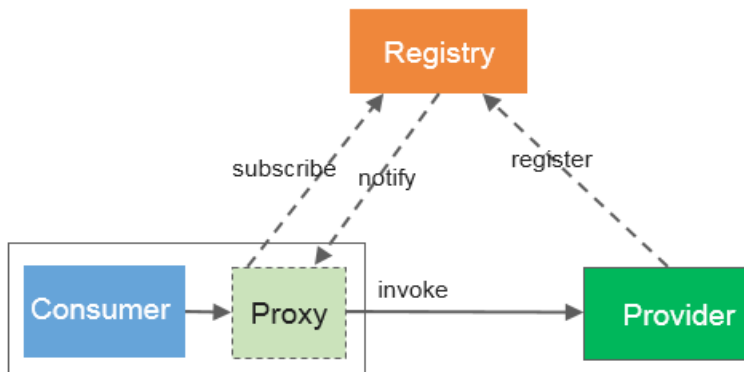 Registry
subscribe
notify
register
Consumer
Proxy
invoke
Provider